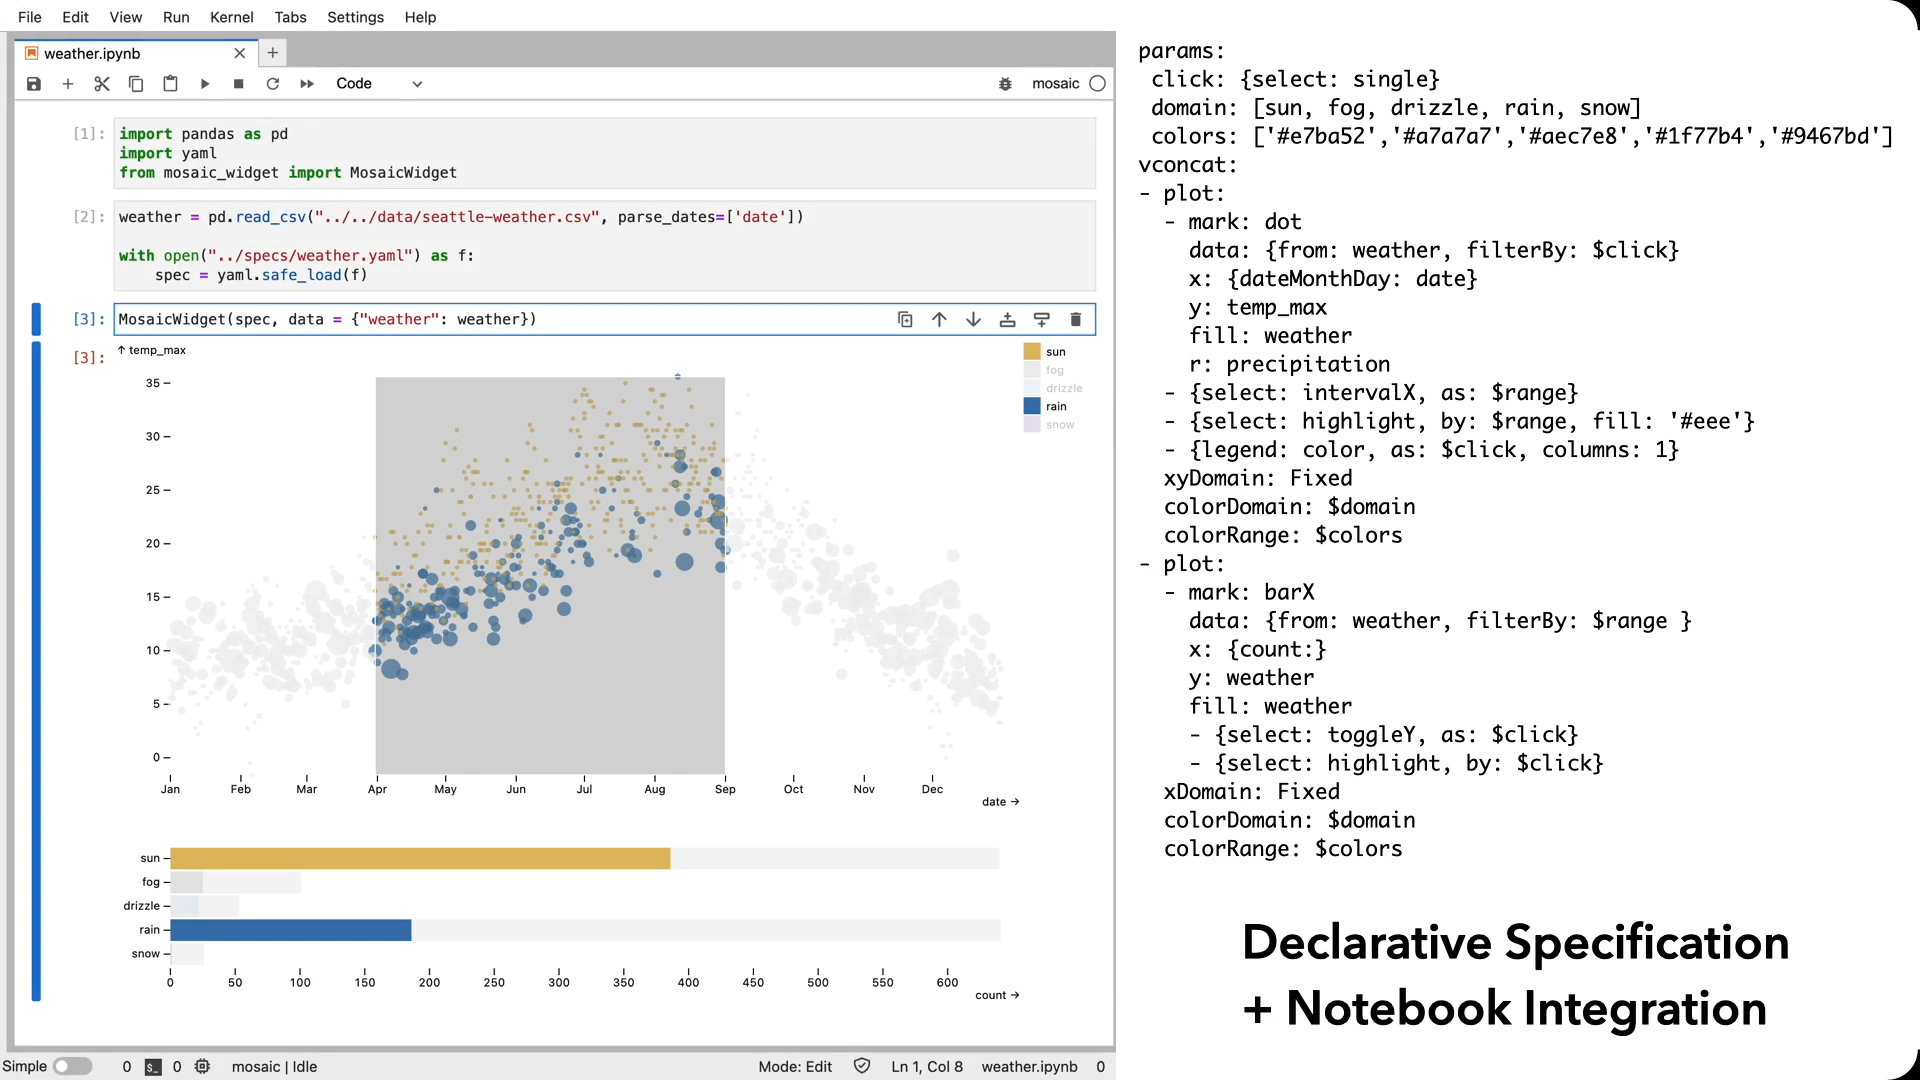 File Edit View Run Kernel Tabs Settings Help
weather.ipynb
Code
mosaic
[1]:
import pandas as pd
import yaml
from mosaic_widget import MosaicWidget
[2]:
weather = pd.read_csv("../../data/seattle-weather.csv", parse_dates=['date'])
with open("../specs/weather.yaml") as f:
spec = yaml.safe_load(f)
[3]:
MosaicWidget(spec, data = {"weather": weather})
[3]:
↑ temp_max
sun
fog
drizzle
rain
snow
35
30
25
20
15
10
5
0
Jan Feb Mar Apr May Jun Jul Aug Sep Oct Nov Dec
date →
sun
fog
drizzle
rain
snow
0 50 100 150 200 250 300 350 400 450 500 550 600
count →
Simple 0 $_ 0 mosaic | Idle Mode: Edit Ln 1, Col 8 weather.ipynb 0
params:
click: {select: single}
domain: [sun, fog, drizzle, rain, snow]
colors: ['#e7ba52','#a7a7a7','#aec7e8','#1f77b4','#9467bd']
vconcat:
- plot:
- mark: dot
data: {from: weather, filterBy: $click}
x: {dateMonthDay: date}
y: temp_max
fill: weather
r: precipitation
- {select: intervalX, as: $range}
- {select: highlight, by: $range, fill: '#eee'}
- {legend: color, as: $click, columns: 1}
xyDomain: Fixed
colorDomain: $domain
colorRange: $colors
- plot:
- mark: barX
data: {from: weather, filterBy: $range }
x: {count:}
y: weather
fill: weather
- {select: toggleY, as: $click}
- {select: highlight, by: $click}
xDomain: Fixed
colorDomain: $domain
colorRange: $colors
Declarative Specification
+ Notebook Integration